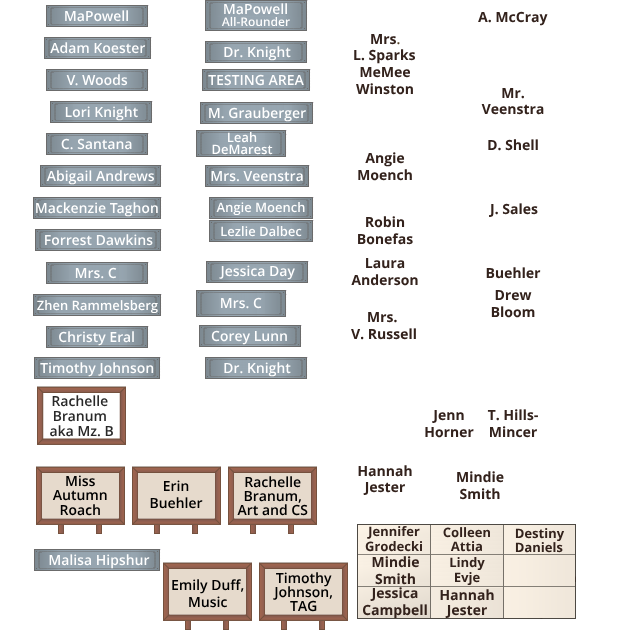 MaPowell
Adam Koester
V. Woods
Lori Knight
C. Santana
Abigail Andrews
Mackenzie Taghon
Forrest Dawkins
Mrs. C
Zhen Rammelsberg
Christy Eral
Timothy Johnson
MaPowell
All-Rounder
Dr. Knight
TESTING AREA
M. Grauberger
Leah
DeMarest
Mrs. Veenstra
Angie Moench
Lezlie Dalbec
Jessica Day
Mrs. C
Corey Lunn
Dr. Knight
Mrs.
L. Sparks
MeMee
Winston
Angie
Moench
Robin
Bonefas
Laura
Anderson
Mrs.
V. Russell
A. McCray
Mr.
Veenstra
D. Shell
J. Sales
Buehler
Drew
Bloom
Rachelle
Branum
aka Mz. B
Jenn
Horner
T. Hills-
Mincer
Miss
Autumn
Roach
Erin
Buehler
Rachelle
Branum,
Art and CS
Hannah
Jester
Mindie
Smith
Malisa Hipshur
Emily Duff,
Music
Timothy
Johnson,
TAG
Jennifer
Grodecki
Colleen
Attia
Destiny
Daniels
Mindie
Smith
Lindy
Evje
Jessica
Campbell
Hannah
Jester